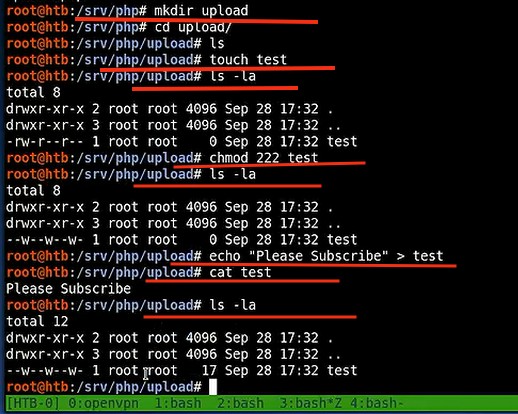 root@htb:/srv/php# mkdir upload
root@htb:/srv/php# cd upload/
root@htb:/srv/php/upload# ls
root@htb:/srv/php/upload# touch test
root@htb:/srv/php/upload# ls -la
total 8
drwxr-xr-x 2 root root 4096 Sep 28 17:32 .
drwxr-xr-x 3 root root 4096 Sep 28 17:32 ..
-rw-r--r-- 1 root root    0 Sep 28 17:32 test
root@htb:/srv/php/upload# chmod 222 test
root@htb:/srv/php/upload# ls -la
total 8
drwxr-xr-x 2 root root 4096 Sep 28 17:32 .
drwxr-xr-x 3 root root 4096 Sep 28 17:32 ..
--w--w--w- 1 root root    0 Sep 28 17:32 test
root@htb:/srv/php/upload# echo "Please Subscribe" > test
root@htb:/srv/php/upload# cat test
Please Subscribe
root@htb:/srv/php/upload# ls -la
total 12
drwxr-xr-x 2 root root 4096 Sep 28 17:32 .
drwxr-xr-x 3 root root 4096 Sep 28 17:32 ..
--w--w--w- 1 root root   17 Sep 28 17:32 test
root@htb:/srv/php/upload#
[HTB-0] 0:openvpn  1:bash  2:bash  3:bash*Z 4:bash-